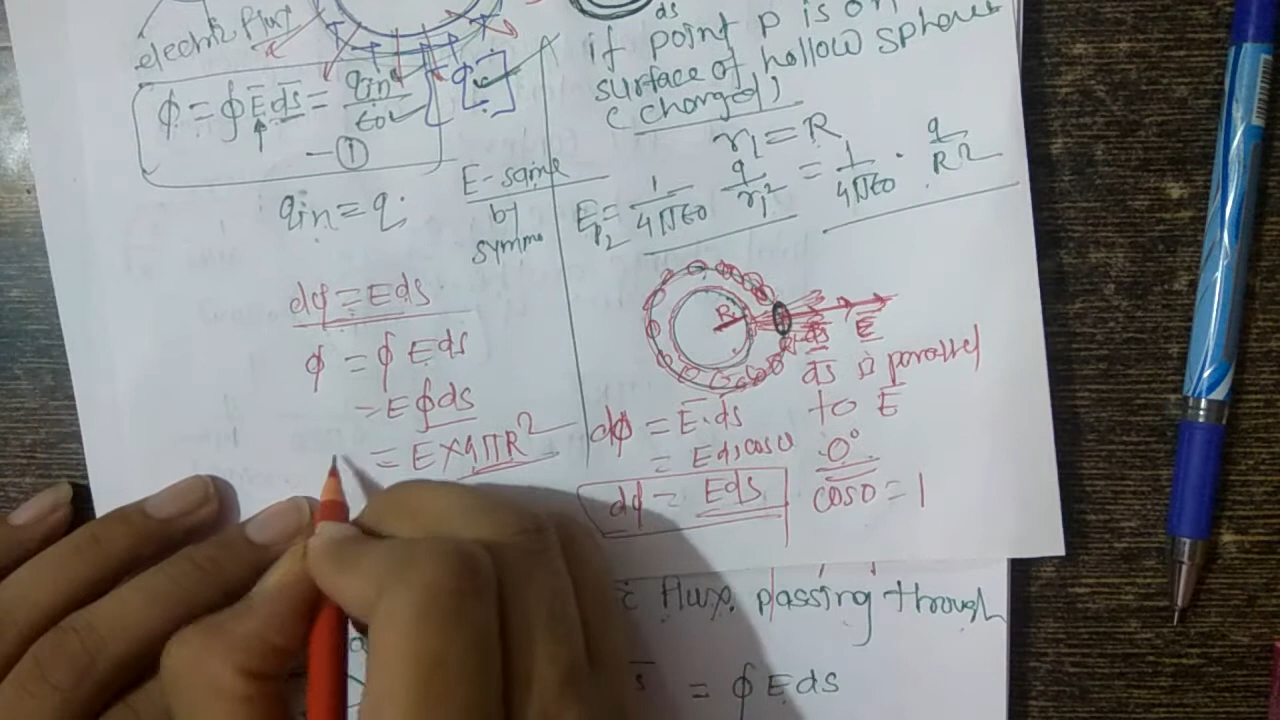 electric flux
φ = ∮ E̅ d̅s̅ = qin / ε0
— ①
qin = q
E - same
by
symme
dφ = Eds
φ = ∮ Eds
= E ∮ ds
= E × 4πR²
ds
if point p is on
surface of hollow sphere
(charged)
r1 = R
Ep2 = 1/4πε0 q/r1² = 1/4πε0 · q/R²
R
ds E̅
ds is parallel
to E̅
dφ = E̅.ds
= Eds cosθ
0°
dφ = Eds
cos0 = 1
c flux passing through
s̅ = ∮ Eds